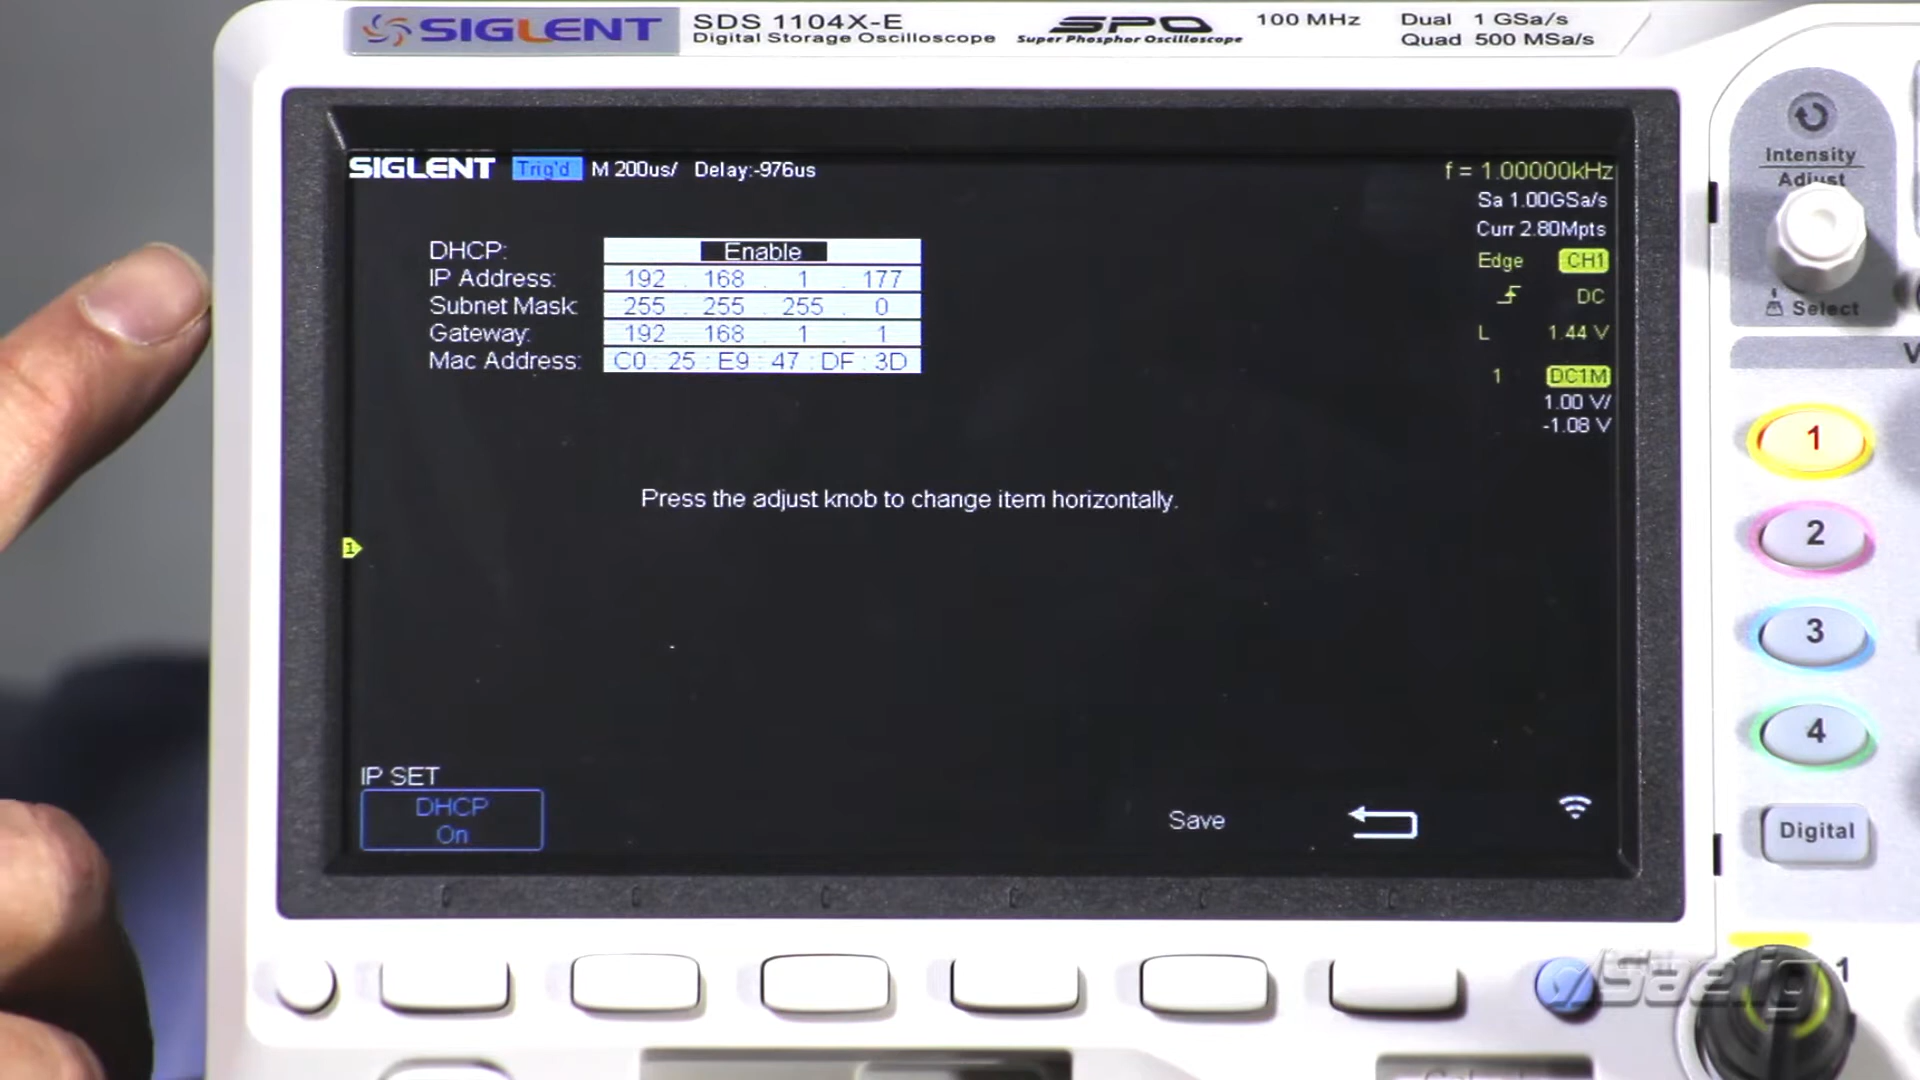 SIGLENT SDS 1104X-E SPO 100 MHz Dual 1 GSa/s
Digital Storage Oscilloscope Super Phosphor Oscilloscope Quad 500 MSa/s
SIGLENT Trig'd M 200us/ Delay:-976us f = 1.00000kHz
Sa 1.00GSa/s
Curr 2.80Mpts
Edge CH1
DC
L 1.44 V
1 DC1M
1.00 V/
-1.08 V
DHCP: Enable
IP Address: 192 . 168 . 1 . 177
Subnet Mask: 255 . 255 . 255 . 0
Gateway: 192 . 168 . 1 . 1
Mac Address: C0 : 25 : E9 : 47 : DF : 3D
Press the adjust knob to change item horizontally.
1
IP SET
DHCP
On
Save
Intensity
Adjust
Select
V
1
2
3
4
Digital
1
Saelig